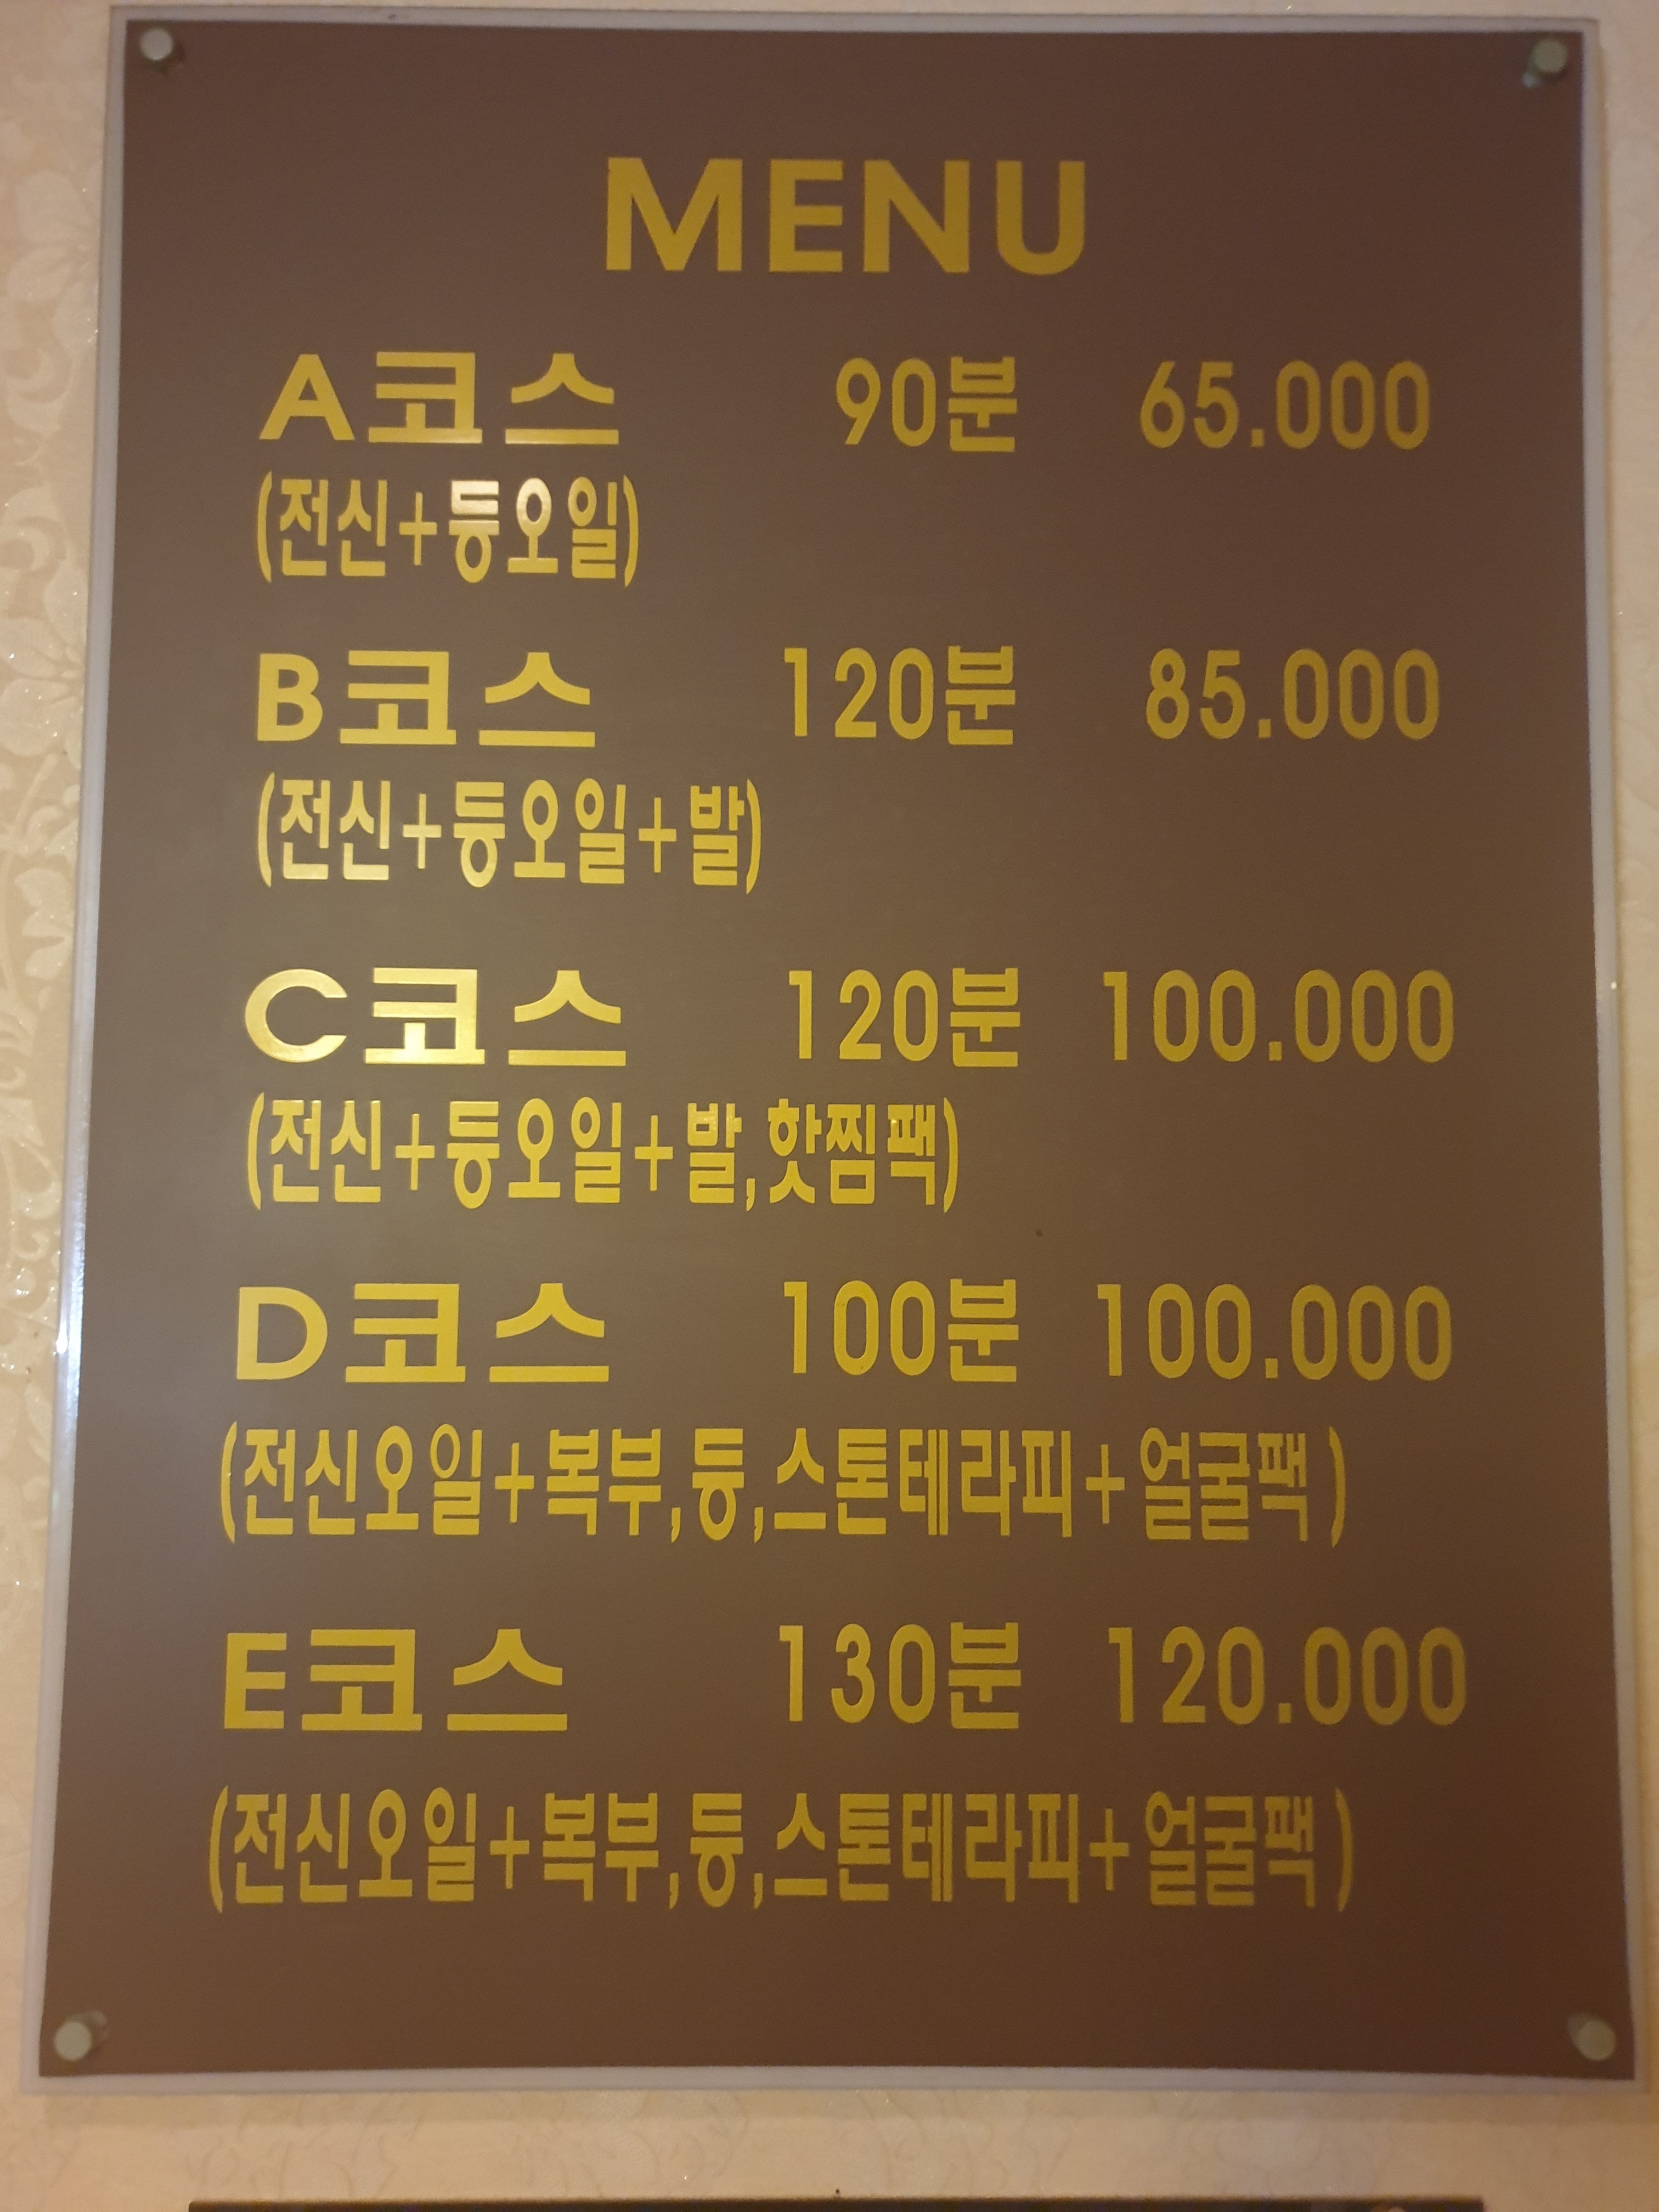 MENU
A코스 90분 65.000
(전신+등오일)
B코스 120분 85.000
(전신+등오일+발)
C코스 120분 100.000
(전신+등오일+발,핫찜팩)
D코스 100분 100.000
(전신오일+복부,등,스톤테라피+얼굴팩 )
E코스 130분 120.000
(전신오일+복부,등,스톤테라피+얼굴팩 )